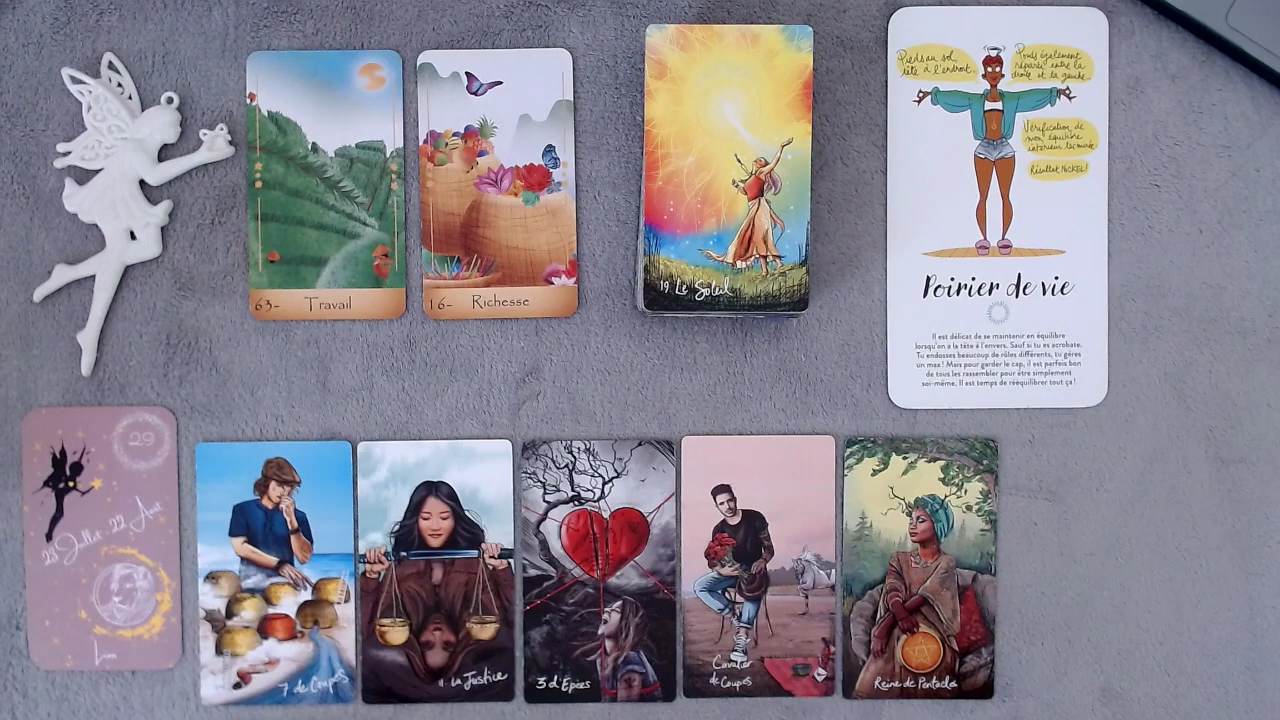 63- Travail
16- Richesse
19 Le Soleil
Pieds au sol,
tête à l'endroit.
Poids également
réparti entre la
droite et la gauche.
Vérification de
mon équilibre
intérieur terminée
Résultat NICKEL!
Poirier de vie
Il est délicat de se maintenir en équilibre
lorsqu'on a la tête à l'envers. Sauf si tu es acrobate.
Tu endosses beaucoup de rôles différents, tu gères
un max ! Mais pour garder le cap, il est parfois bon
de tous les rassembler pour être simplement
soi-même. Il est temps de rééquilibrer tout ça !
29
23 Juillet - 22 Août
7 de Coupes
La Justice
3 d'Épées
Cavalier
de Coupes
Reine de Pentacles